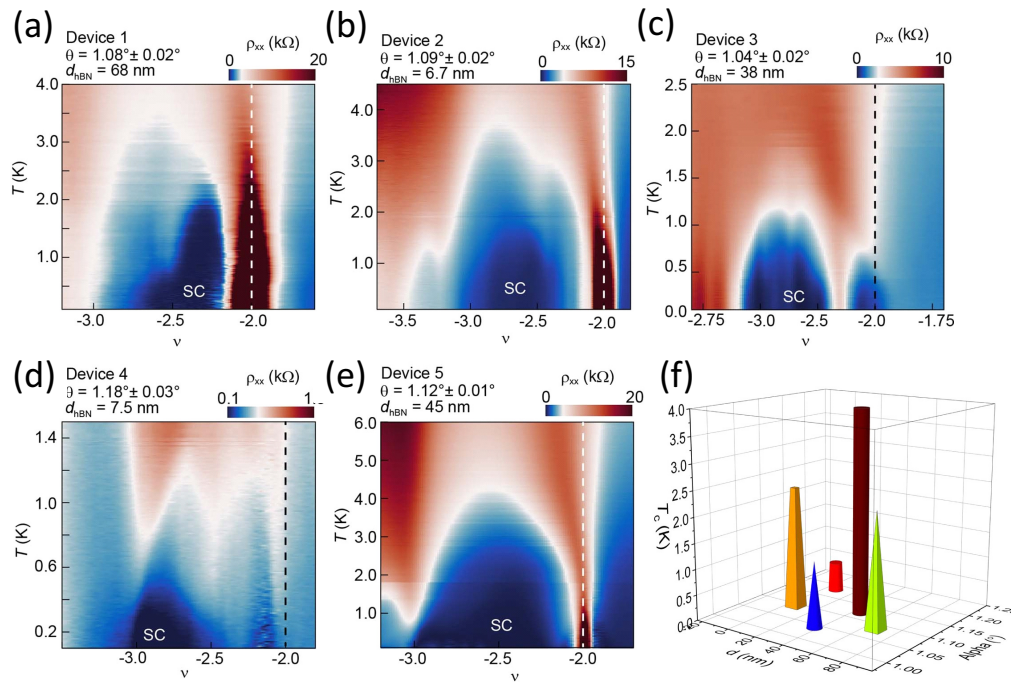 (a)
Device 1
θ = 1.08°± 0.02°
d_hBN = 68 nm
ρxx (kΩ)
0 20
4.0
3.0
2.0
1.0
T (K)
SC
-3.0 -2.5 -2.0
ν
(b)
Device 2
θ = 1.09°± 0.02°
d_hBN = 6.7 nm
ρxx (kΩ)
0 15
4.0
3.0
2.0
1.0
T (K)
SC
-3.5 -3.0 -2.5 -2.0
ν
(c)
Device 3
θ = 1.04°± 0.02°
d_hBN = 38 nm
ρxx (kΩ)
0 10
2.5
2.0
1.5
1.0
0.5
0.0
T (K)
SC
-2.75 -3.0 -2.5 -2.0 -1.75
ν
(d)
Device 4
θ = 1.18°± 0.03°
d_hBN = 7.5 nm
ρxx (kΩ)
0.1
1.4
1.0
0.6
0.2
T (K)
SC
-3.0 -2.5 -2.0
ν
(e)
Device 5
θ = 1.12°± 0.01°
d_hBN = 45 nm
ρxx (kΩ)
0 20
6.0
5.0
4.0
3.0
2.0
1.0
T (K)
SC
-3.0 -2.5 -2.0
ν
(f)
4.0
3.5
3.0
2.5
2.0
1.5
1.0
0.5
0.0
Tc (K)
0 20 40 60 80
d (nm)
1.00 1.05 1.10 1.15 1.20
Alpha (°)